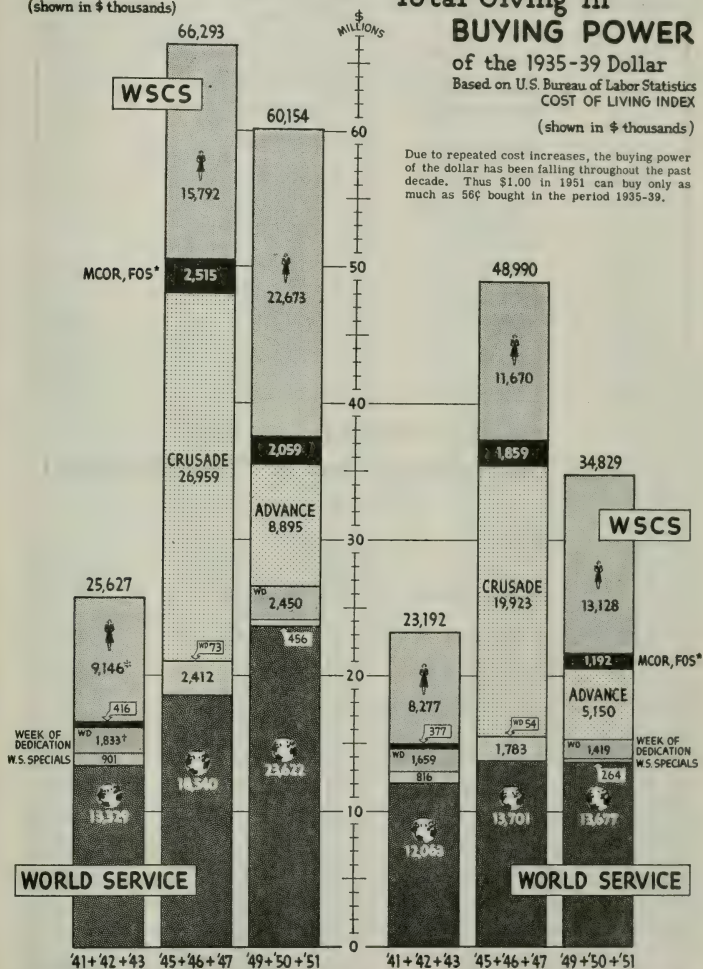 (shown in $ thousands)
Total Giving in
BUYING POWER
of the 1935-39 Dollar
Based on U.S. Bureau of Labor Statistics
COST OF LIVING INDEX
(shown in $ thousands)
Due to repeated cost increases, the buying power
of the dollar has been falling throughout the past
decade. Thus $1.00 in 1951 can buy only as
much as 56¢ bought in the period 1935-39.
$
MILLIONS
60
50
40
30
20
10
0
25,627
9,146‡
416
WEEK OF
DEDICATION
WD
1,833†
W.S. SPECIALS
901
13,329
'41+'42+'43
66,293
WSCS
15,792
MCOR, FOS*
2,515
CRUSADE
26,959
WD 73
2,412
18,540
'45+'46+'47
60,154
22,673
2,059
ADVANCE
8,895
WD
2,450
456
23,622
'49+'50+'51
WORLD SERVICE
23,192
8,277
377
WD
1,659
816
12,063
'41+'42+'43
48,990
11,670
1,859
CRUSADE
19,923
WD 54
1,783
13,701
'45+'46+'47
34,829
WSCS
13,128
1,192
MCOR, FOS*
ADVANCE
5,150
WD
1,419
WEEK OF
DEDICATION
W.S. SPECIALS
264
13,677
'49+'50+'51
WORLD SERVICE